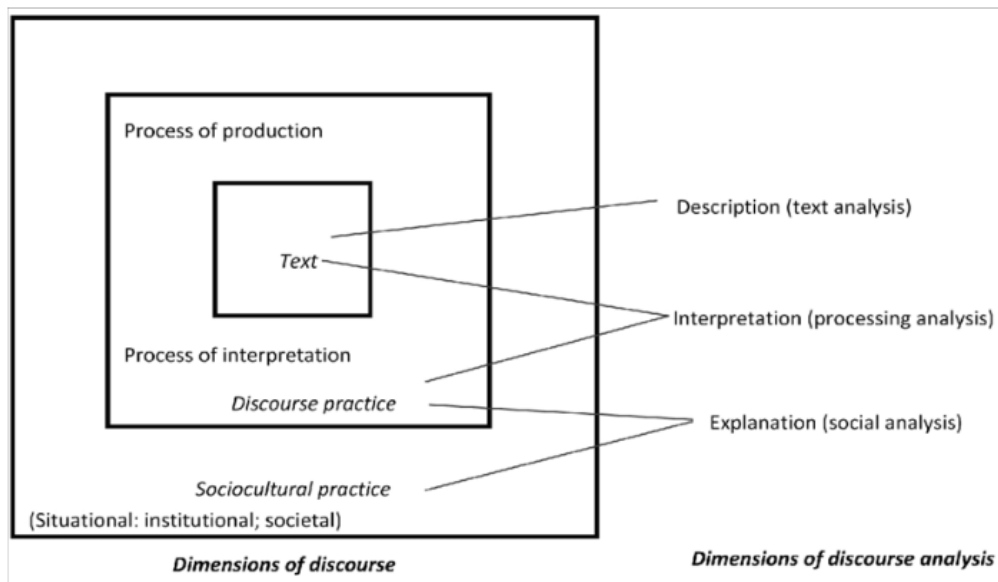 Process of production
Description (text analysis)
Text
Interpretation (processing analysis)
Process of interpretation
Discourse practice
Explanation (social analysis)
Sociocultural practice
(Situational: institutional; societal)
Dimensions of discourse
Dimensions of discourse analysis